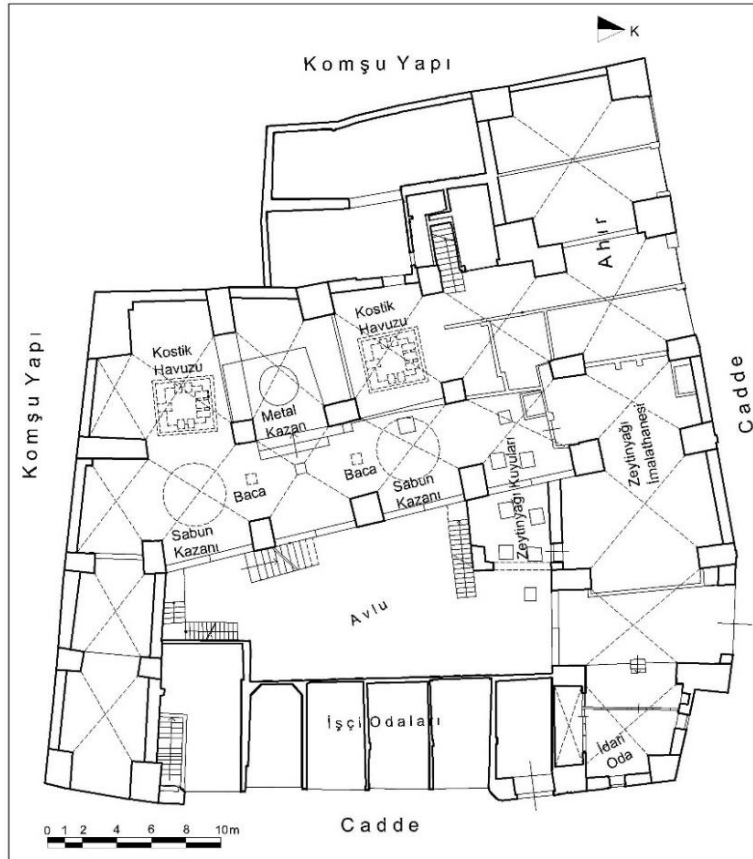 K
Komşu Yapı
Ahır
Komşu Yapı
Kostik
Havuzu
Kostik
Havuzu
Metal
Kazan
Cadde
Zeytinyağı
İmalathanesi
Zeytinyağı Kuyuları
Baca
Baca
Sabun
Kazanı
Sabun
Kazanı
Avlu
İşçi Odaları
İdari
Oda
Cadde
0 1 2 4 6 8 10m